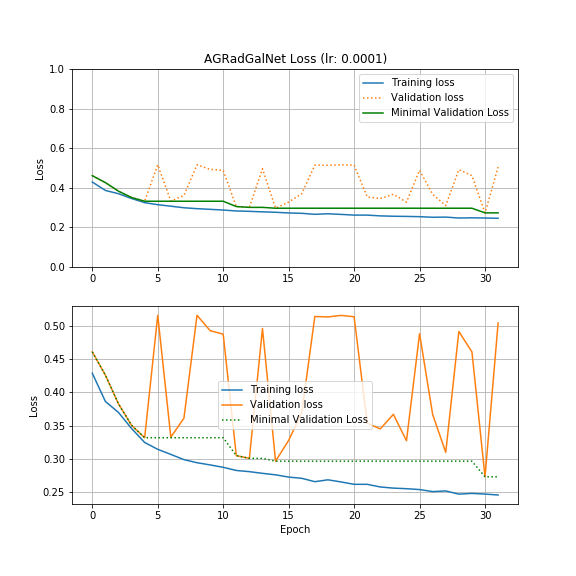 AGRadGalNet Loss (lr: 0.0001)
1.0
0.8
0.6
0.4
0.2
0.0
Loss
Training loss
Validation loss
Minimal Validation Loss
0 5 10 15 20 25 30
0.50
0.45
0.40
0.35
0.30
0.25
Loss
Training loss
Validation loss
Minimal Validation Loss
0 5 10 15 20 25 30
Epoch